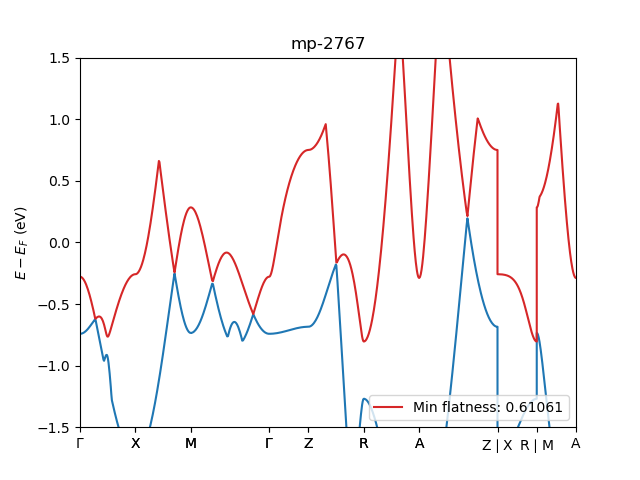 mp-2767
E − E_F (eV)
1.5
1.0
0.5
0.0
−0.5
−1.0
−1.5
Min flatness: 0.61061
Γ X M Γ Z R A Z | X R | M A